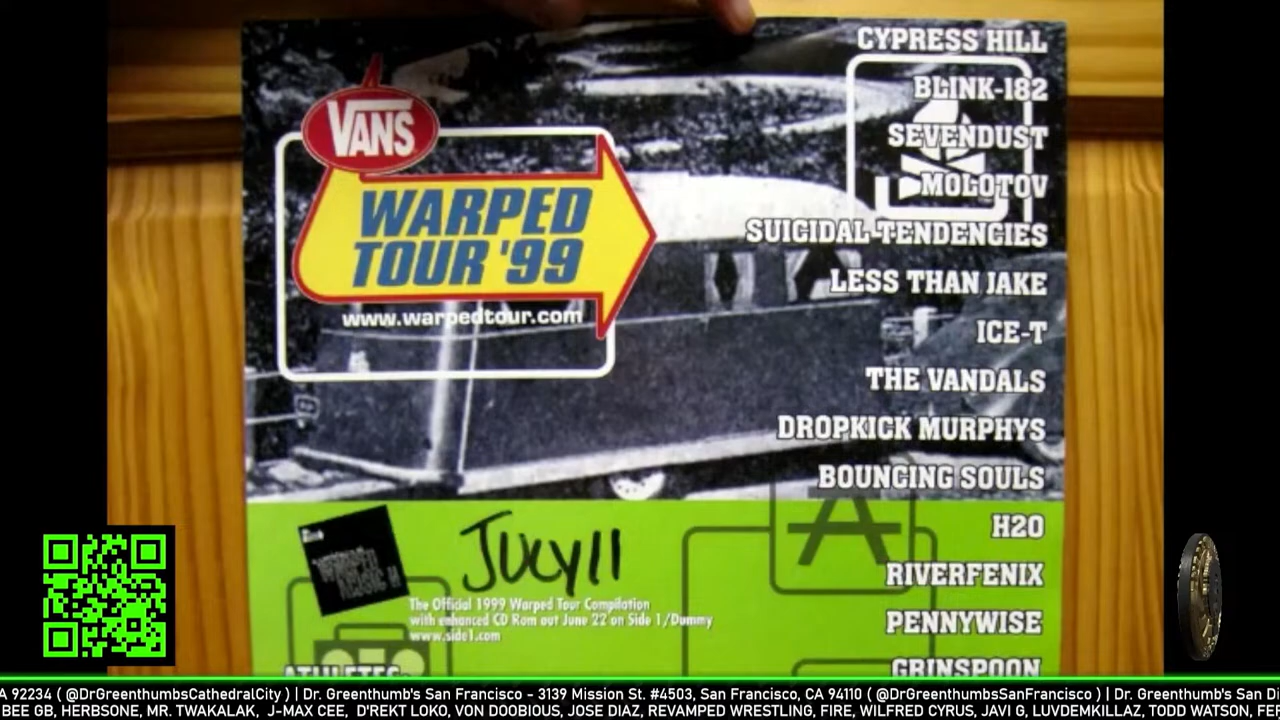 VANS
WARPED
TOUR '99
www.warpedtour.com
CYPRESS HILL
BLINK-182
SEVENDUST
MOLOTOV
SUICIDAL TENDENCIES
LESS THAN JAKE
ICE-T
THE VANDALS
DROPKICK MURPHYS
BOUNCING SOULS
H2O
RIVERFENIX
PENNYWISE
GRINSPOON
JULY 11
The Official 1999 Warped Tour Compilation
with enhanced CD Rom out June 22 on Side 1/Dummy
www.side1.com
ATHLETES
A 92234 ( @DrGreenthumbsCathedralCity ) | Dr. Greenthumb's San Francisco - 3139 Mission St. #4503, San Francisco, CA 94110 ( @DrGreenthumbsSanFrancisco ) | Dr. Greenthumb's San Di
BEE GB, HERBSONE, MR. TWAKALAK, J-MAX CEE, D'REKT LOKO, VON DOOBIOUS, JOSE DIAZ, REVAMPED WRESTLING, FIRE, WILFRED CYRUS, JAVI G, LUVDEMKILLAZ, TODD WATSON, FER